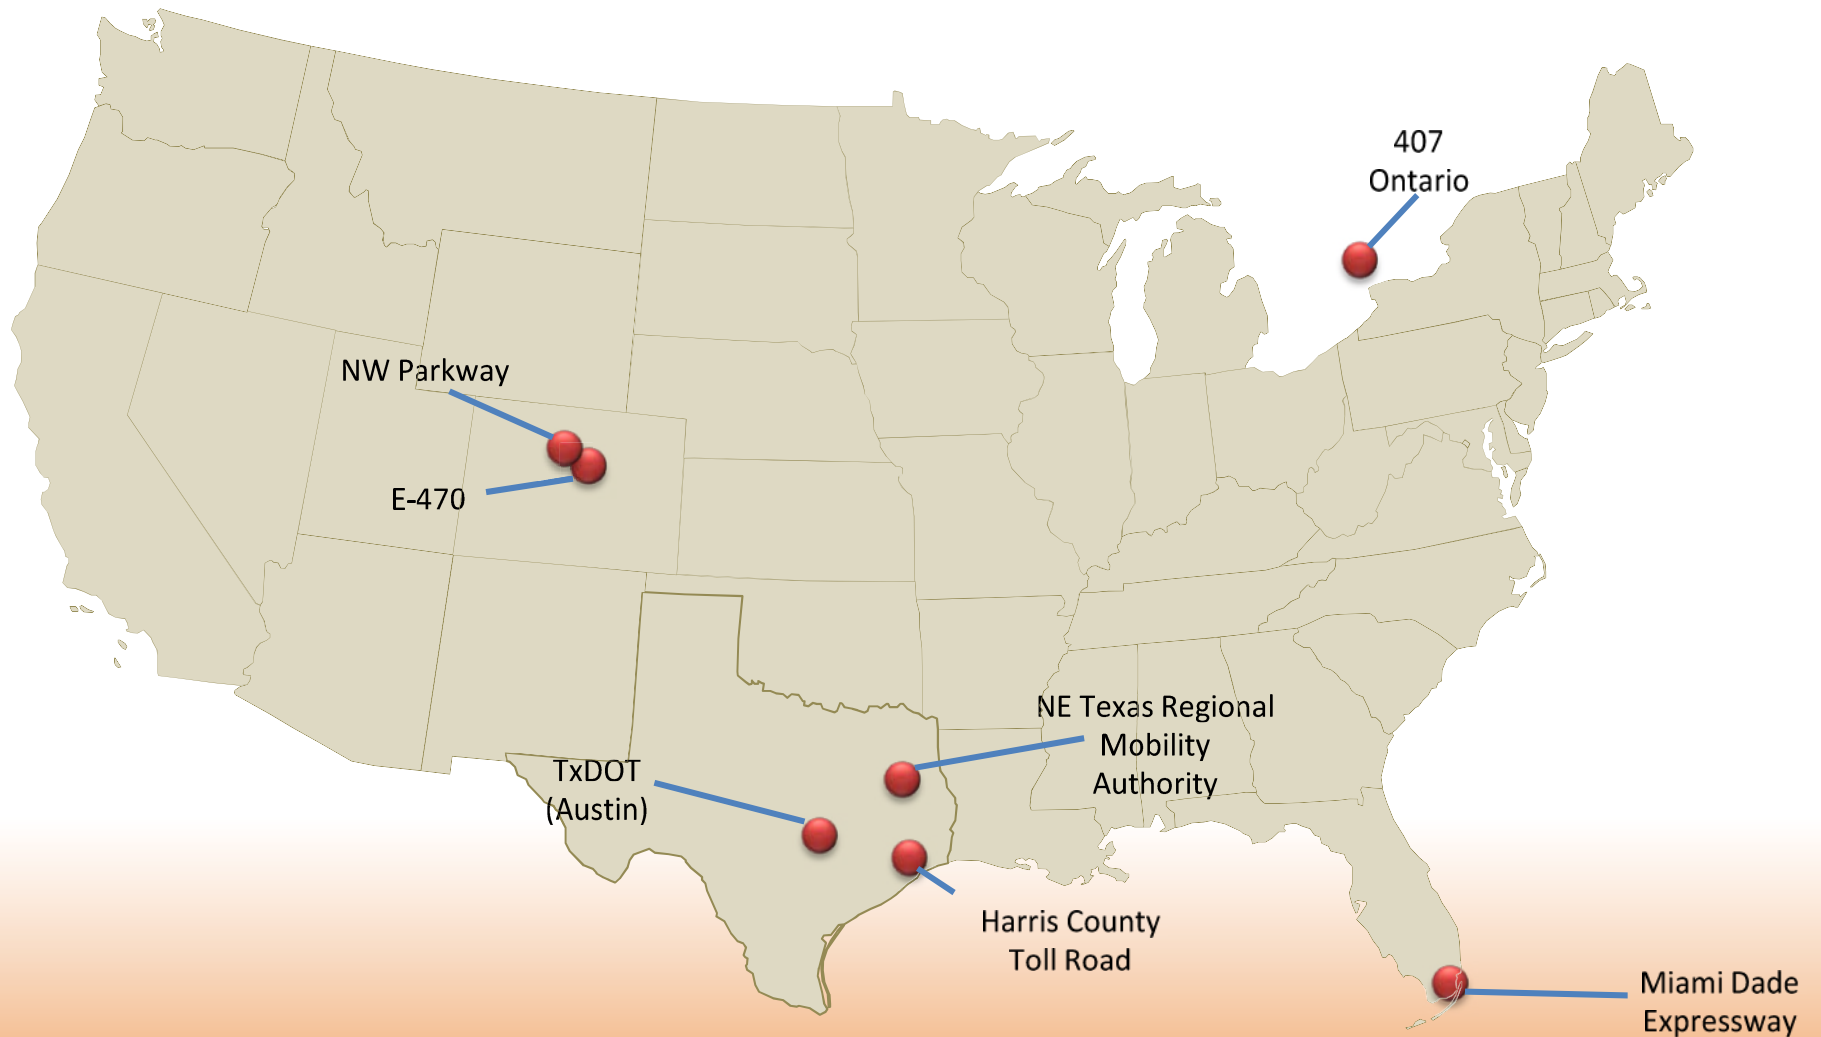 407
Ontario
NW Parkway
E-470
NE Texas Regional
Mobility
Authority
TxDOT
(Austin)
Harris County
Toll Road
Miami Dade
Expressway